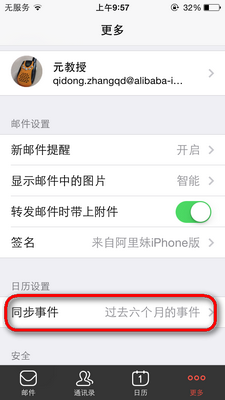 无服务 上午9:57 82%
更多
元教授
qidong.zhangqd@alibaba-i...
邮件设置
新邮件提醒 开启
显示邮件中的图片 智能
转发邮件时带上附件
签名 来自阿里妹iPhone版
日历设置
同步事件 过去六个月的事件
安全
1
邮件 通讯录 日历 更多